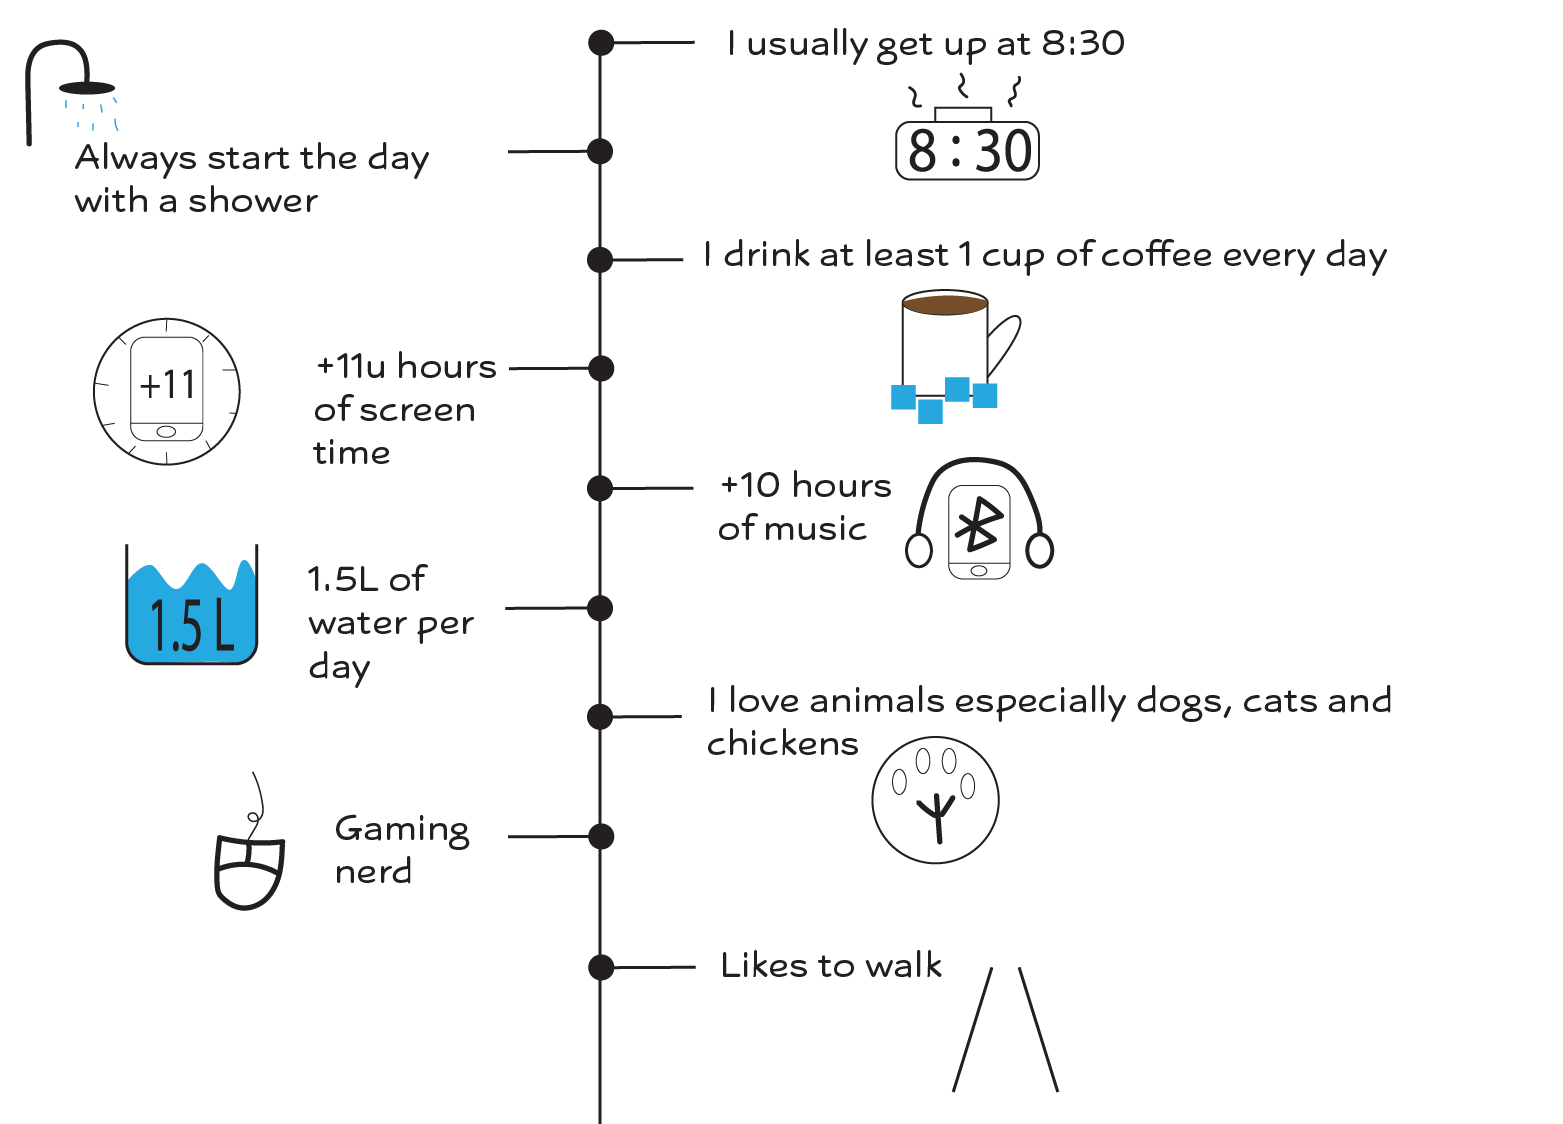 I usually get up at 8:30
8:30
Always start the day
with a shower
I drink at least 1 cup of coffee every day
+11
+11u hours
of screen
time
+10 hours
of music
1.5L of
water per
day
1.5 L
I love animals especially dogs, cats and
chickens
Gaming
nerd
Likes to walk